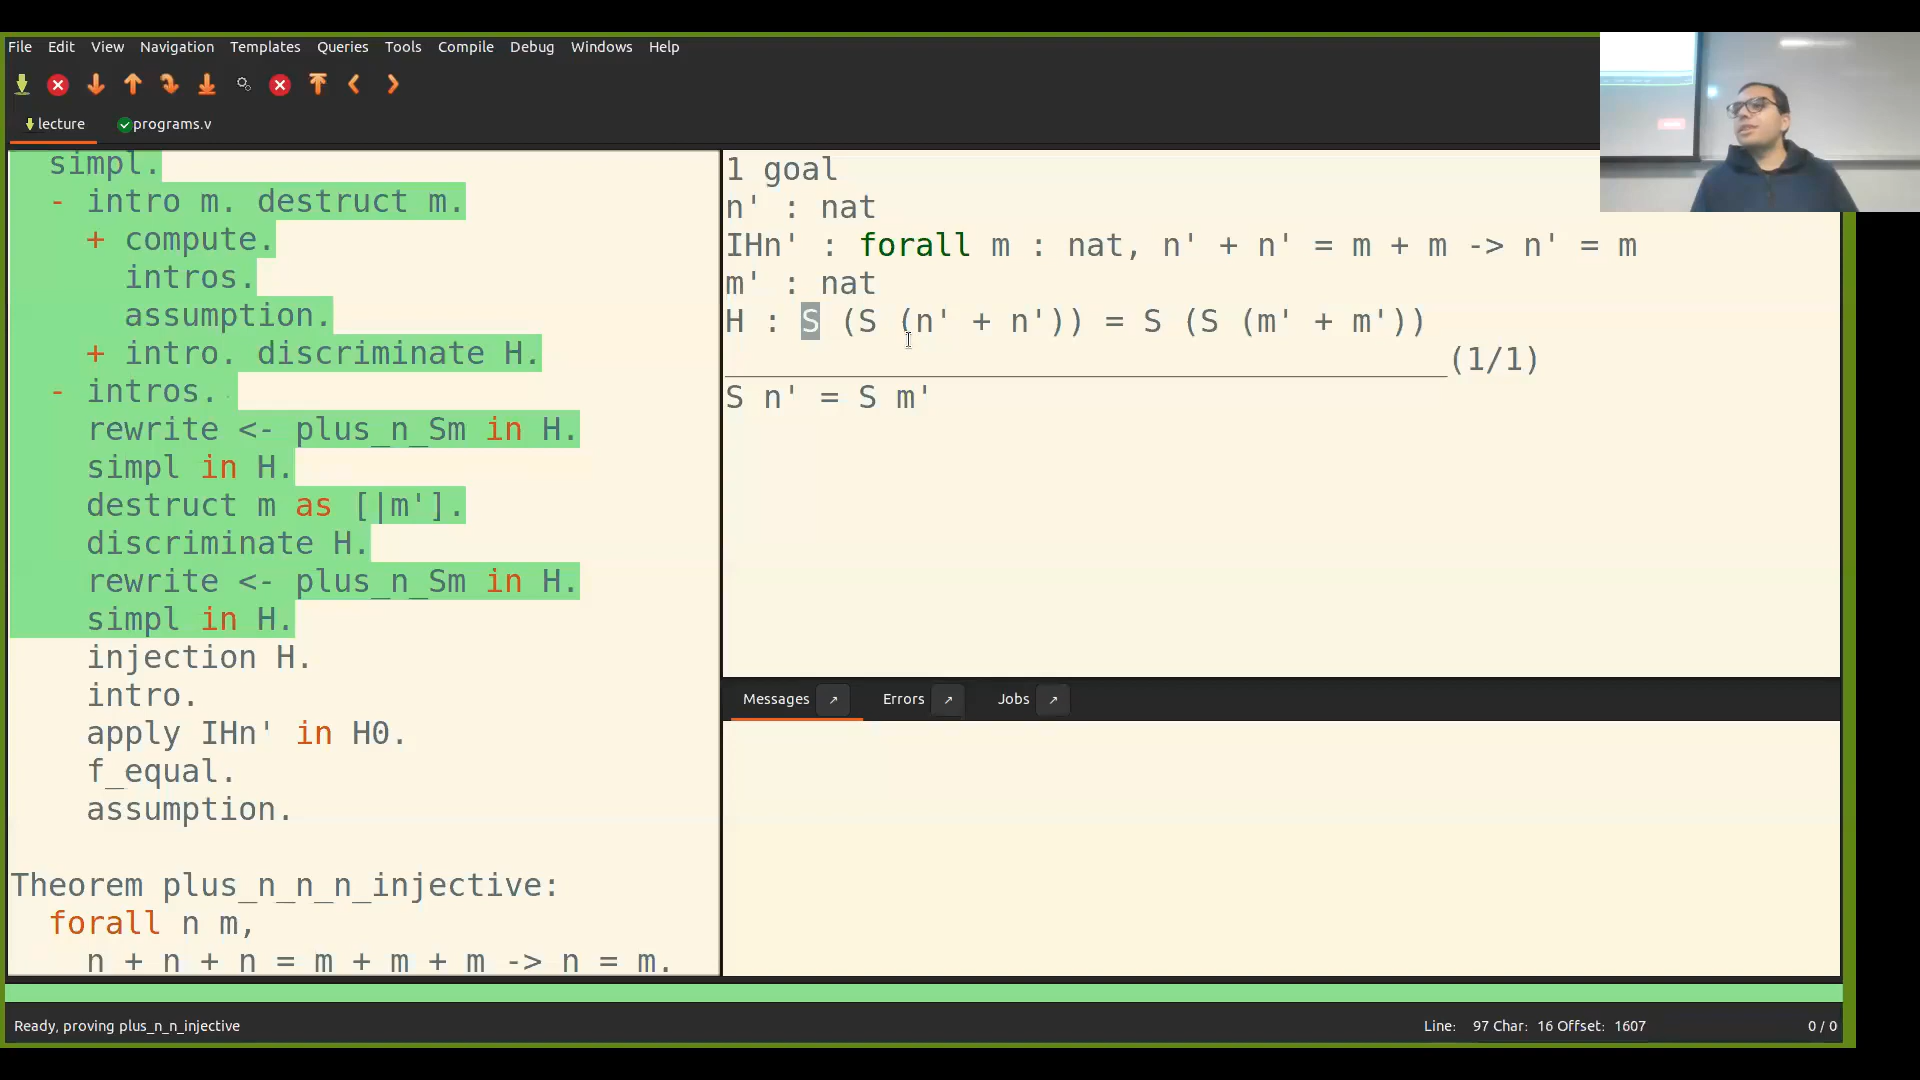 File Edit View Navigation Templates Queries Tools Compile Debug Windows Help
lecture programs.v
simpl.
- intro m. destruct m.
+ compute.
intros.
assumption.
+ intro. discriminate H.
- intros.
rewrite <- plus_n_Sm in H.
simpl in H.
destruct m as [|m'].
discriminate H.
rewrite <- plus_n_Sm in H.
simpl in H.
injection H.
intro.
apply IHn' in H0.
f_equal.
assumption.
Theorem plus_n_n_n_injective:
forall n m,
n + n + n = m + m + m -> n = m.
1 goal
n' : nat
IHn' : forall m : nat, n' + n' = m + m -> n' = m
m' : nat
H : S (S (n' + n')) = S (S (m' + m'))
(1/1)
S n' = S m'
Messages Errors Jobs
Ready, proving plus_n_n_injective
Line: 97 Char: 16 Offset: 1607 0 / 0